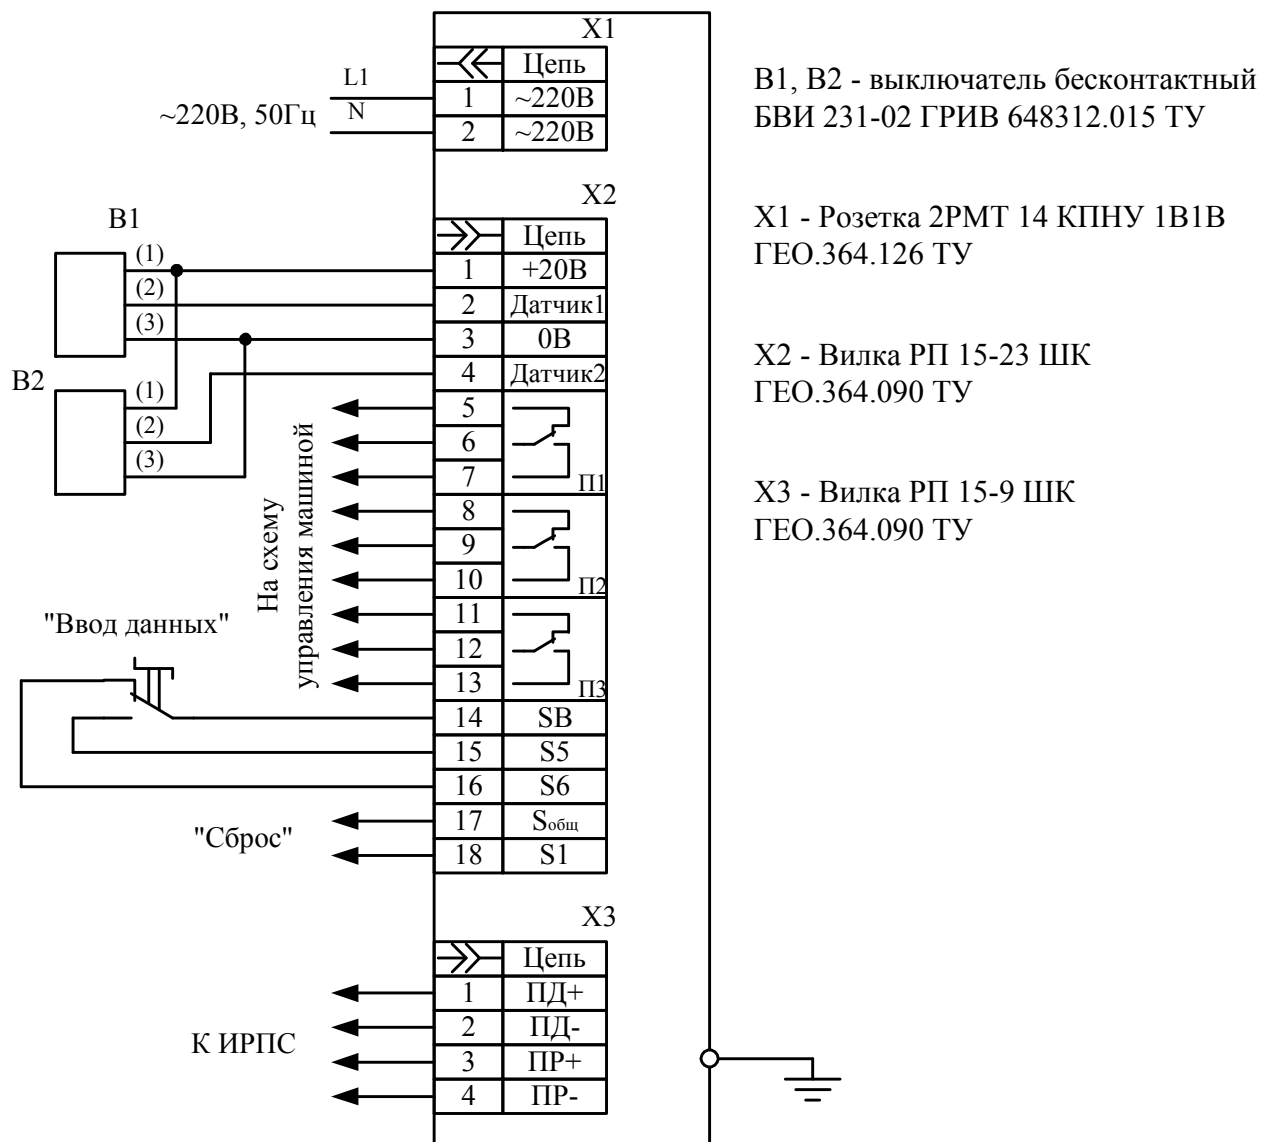 X1
Цепь
L1
1 ~220В
~220В, 50Гц
N
2 ~220В
В1, В2 - выключатель бесконтактный
БВИ 231-02 ГРИВ 648312.015 ТУ
X2
Цепь
В1
(1)
1 +20В
(2)
2 Датчик1
(3)
3 0В
В2
4 Датчик2
(1)
5
(2)
6
(3)
7
П1
8
9
10
П2
11
12
13
П3
На схему
управления машиной
"Ввод данных"
14 SB
15 S5
16 S6
"Сброс"
17 Sобщ
18 S1
X1 - Розетка 2РМТ 14 КПНУ 1В1В
ГЕО.364.126 ТУ
X2 - Вилка РП 15-23 ШК
ГЕО.364.090 ТУ
X3 - Вилка РП 15-9 ШК
ГЕО.364.090 ТУ
X3
Цепь
1 ПД+
2 ПД-
К ИРПС
3 ПР+
4 ПР-